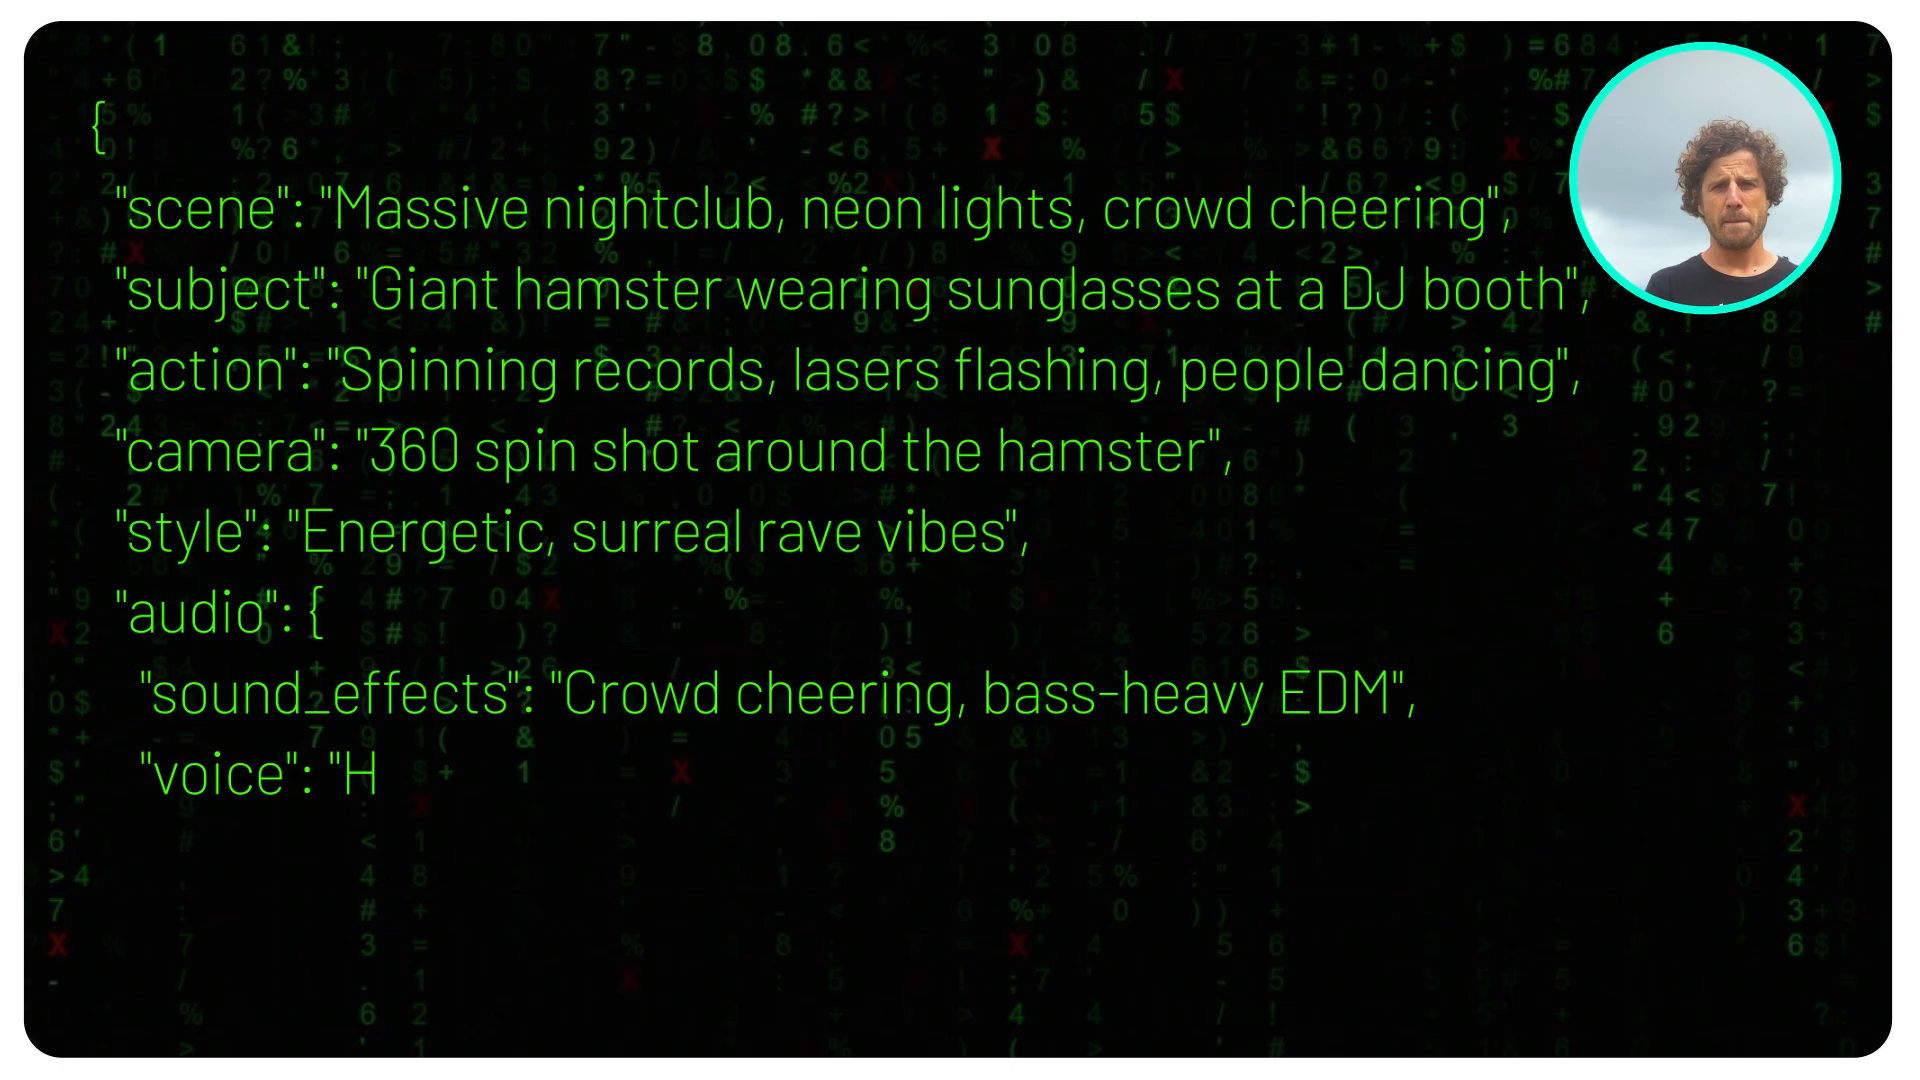 {
"scene": "Massive nightclub, neon lights, crowd cheering",
"subject": "Giant hamster wearing sunglasses at a DJ booth",
"action": "Spinning records, lasers flashing, people dancing",
"camera": "360 spin shot around the hamster",
"style": "Energetic, surreal rave vibes",
"audio": {
"sound_effects": "Crowd cheering, bass-heavy EDM",
"voice": "H